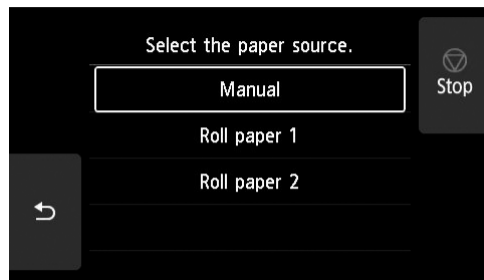 Select the paper source.
Manual
Stop
Roll paper 1
Roll paper 2